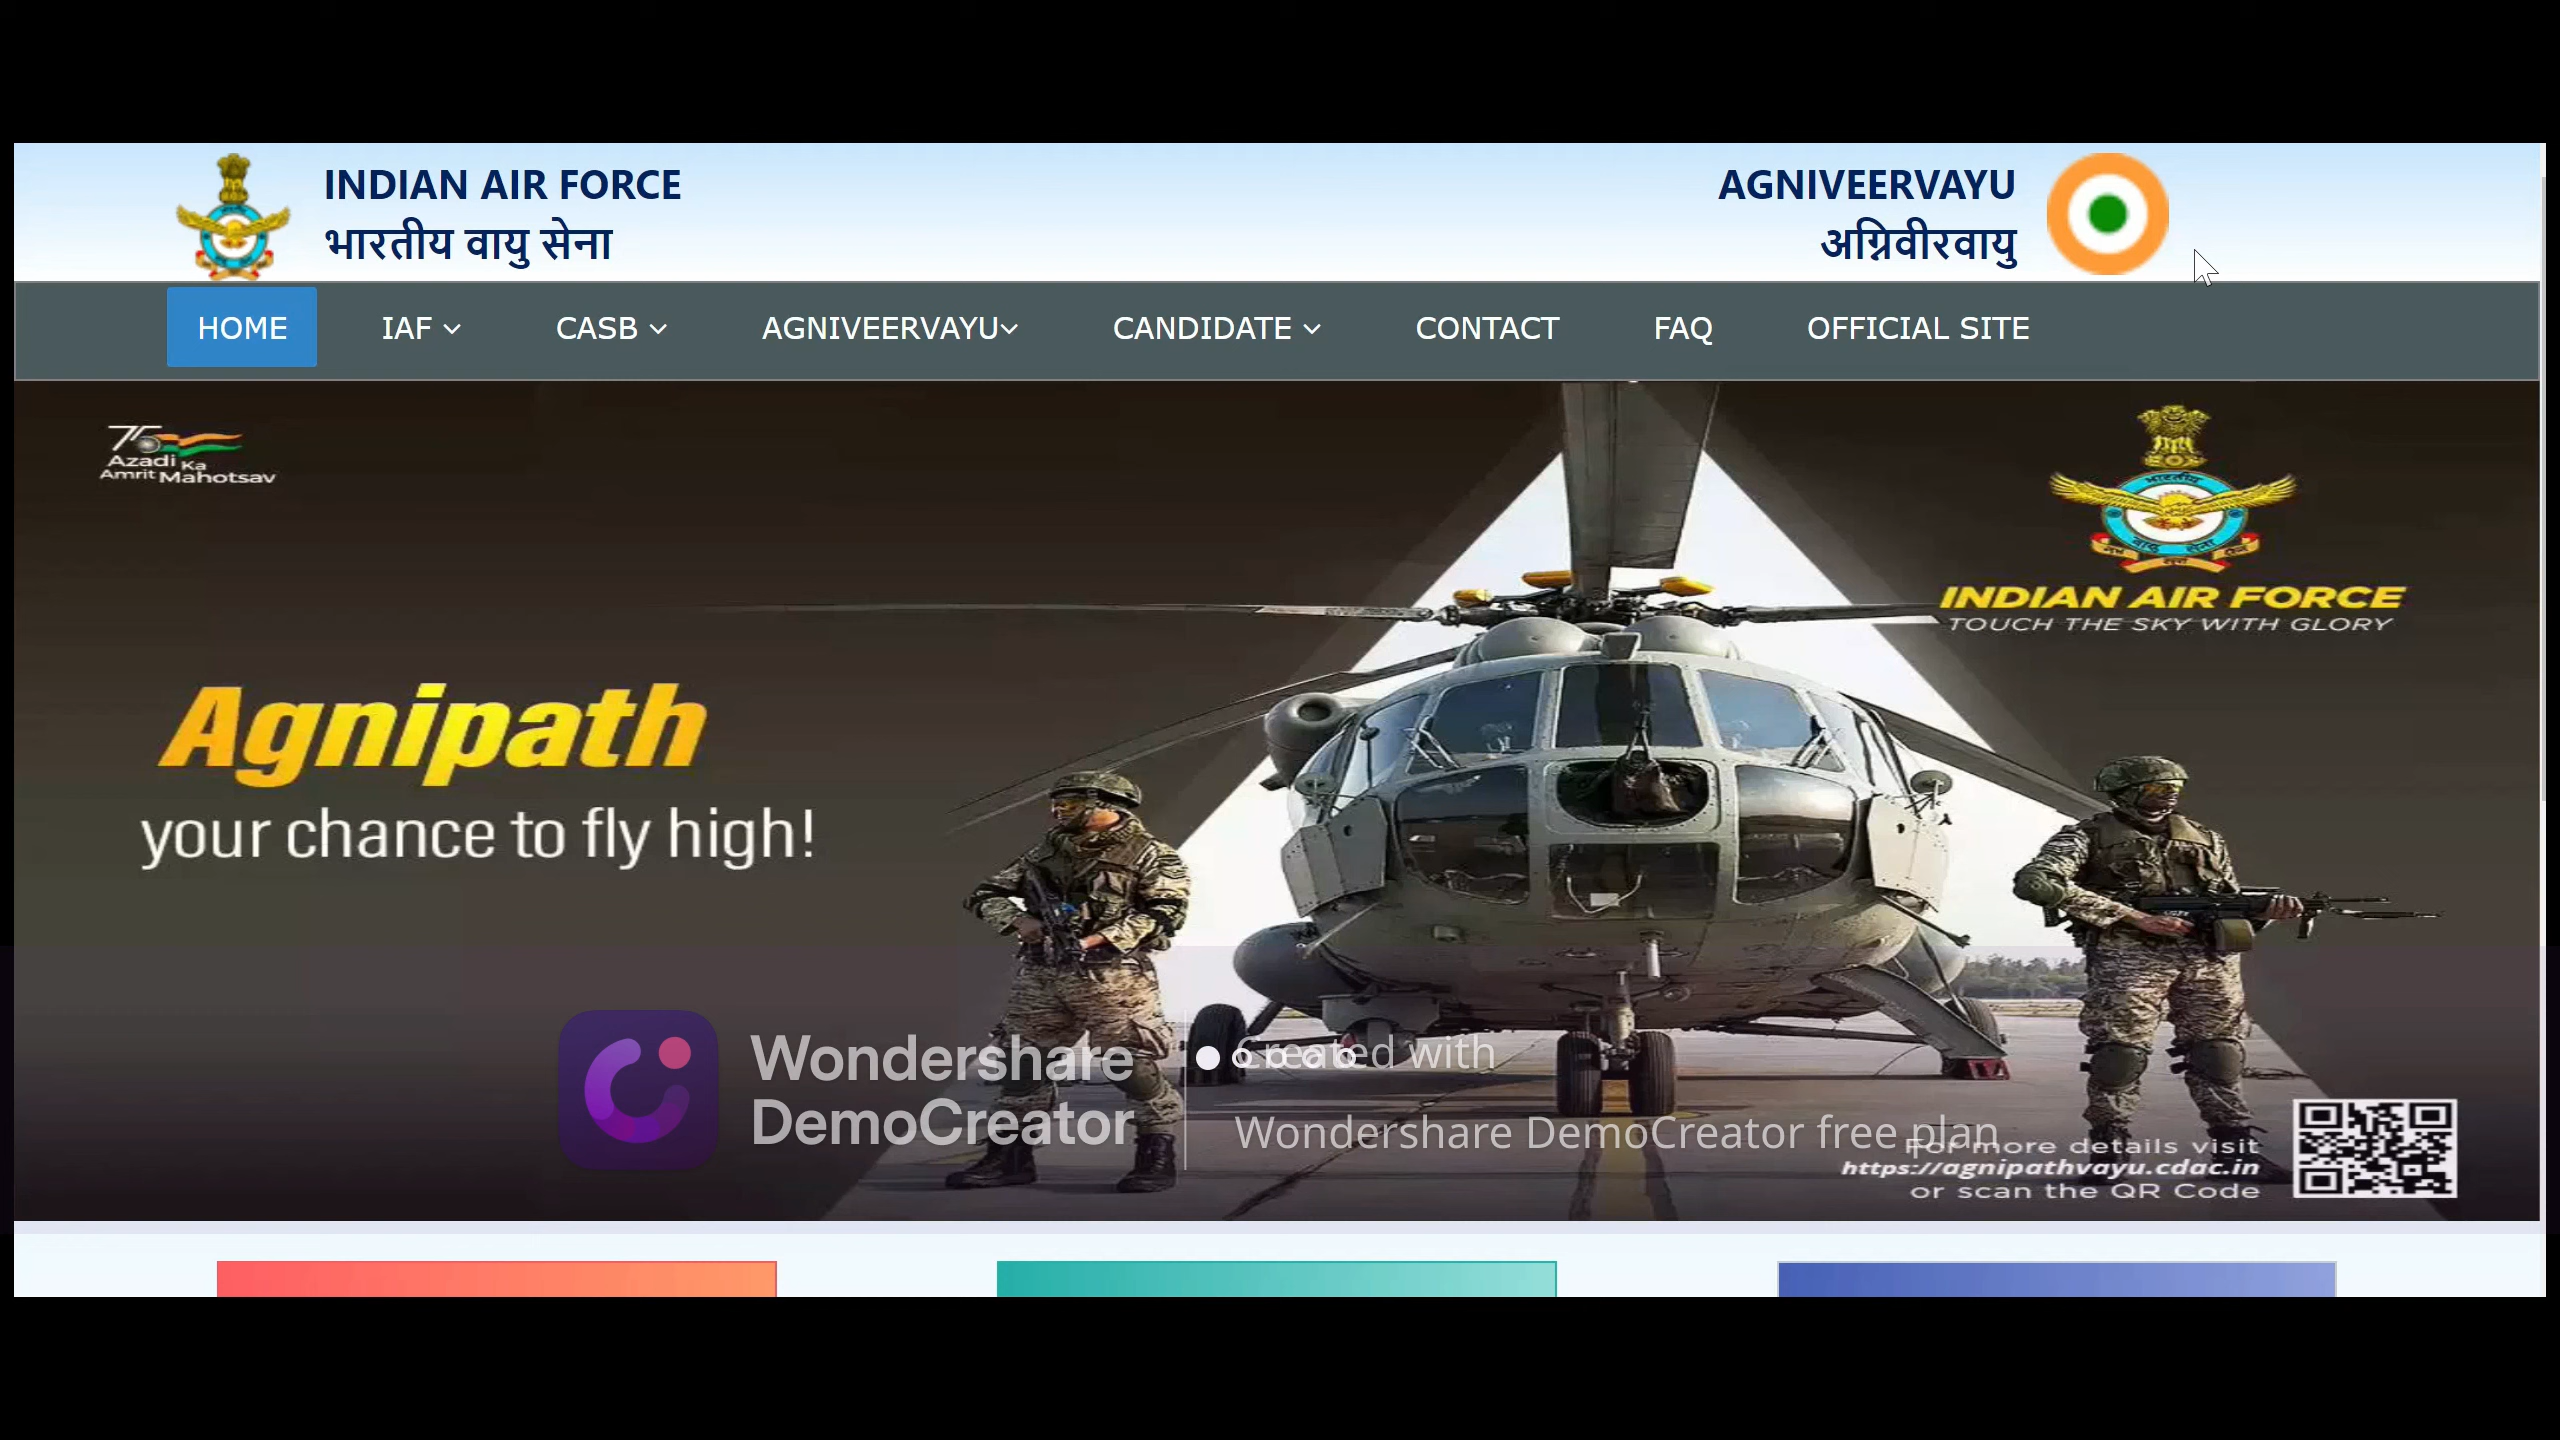 INDIAN AIR FORCE
भारतीय वायु सेना
AGNIVEERVAYU
अग्निवीरवायु
HOME
IAF
CASB
AGNIVEERVAYU
CANDIDATE
CONTACT
FAQ
OFFICIAL SITE
75
Azadi Ka
Amrit Mahotsav
INDIAN AIR FORCE
TOUCH THE SKY WITH GLORY
Agnipath
your chance to fly high!
Wondershare
DemoCreator
Created with
Wondershare DemoCreator free plan
For more details visit
https://agnipathvayu.cdac.in
or scan the QR Code